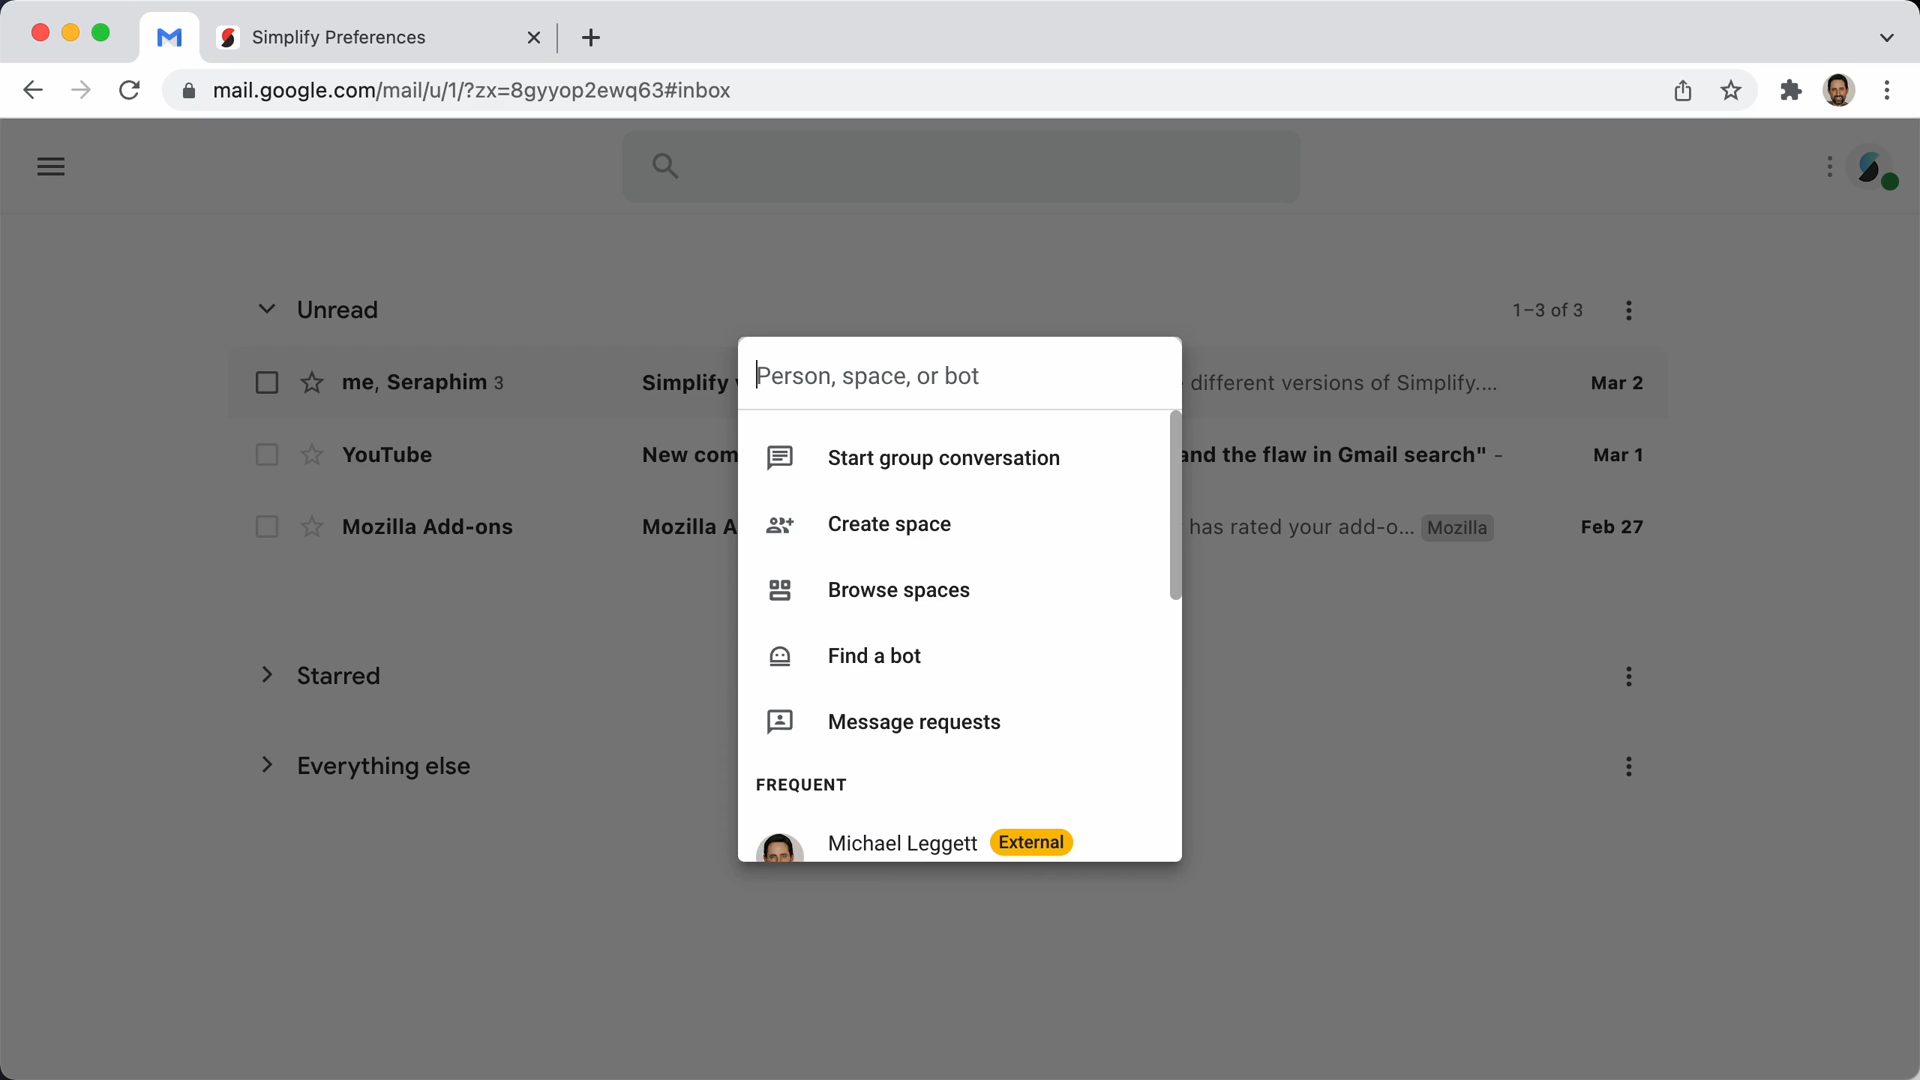 Simplify Preferences
mail.google.com/mail/u/1/?zx=8gyyop2ewq63#inbox
Unread
1–3 of 3
me, Seraphim 3
Simplify
different versions of Simplify....
Mar 2
YouTube
New com
and the flaw in Gmail search" -
Mar 1
Mozilla Add-ons
Mozilla A
has rated your add-o... Mozilla
Feb 27
Starred
Everything else
Person, space, or bot
Start group conversation
Create space
Browse spaces
Find a bot
Message requests
FREQUENT
Michael Leggett External